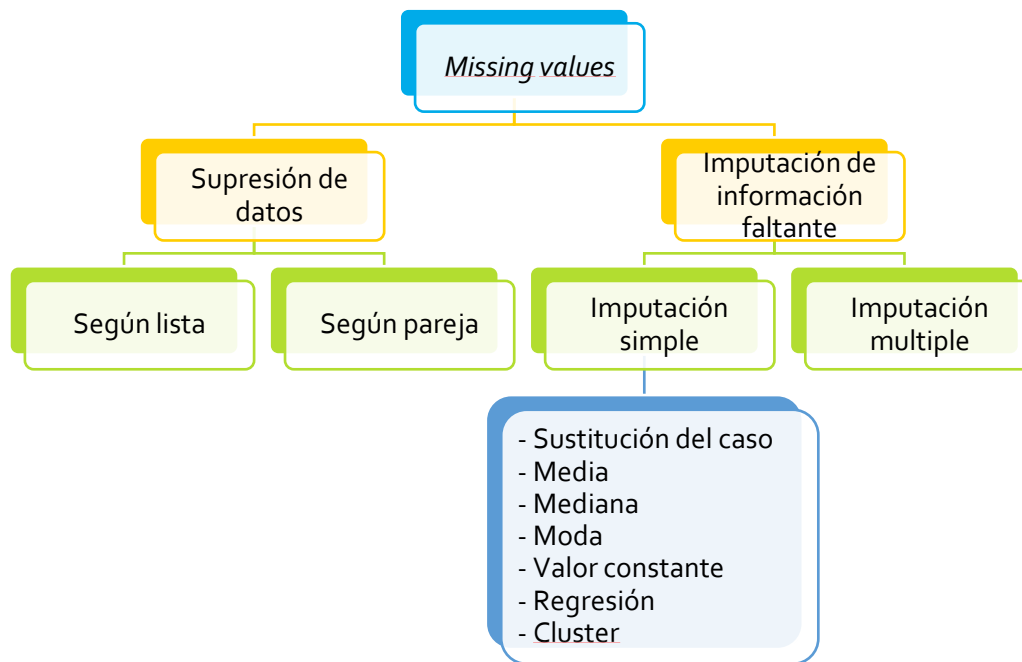 Missing values
Supresión de
datos
Imputación de
información
faltante
Según lista
Según pareja
Imputación
simple
Imputación
multiple
- Sustitución del caso
- Media
- Mediana
- Moda
- Valor constante
- Regresión
- Cluster